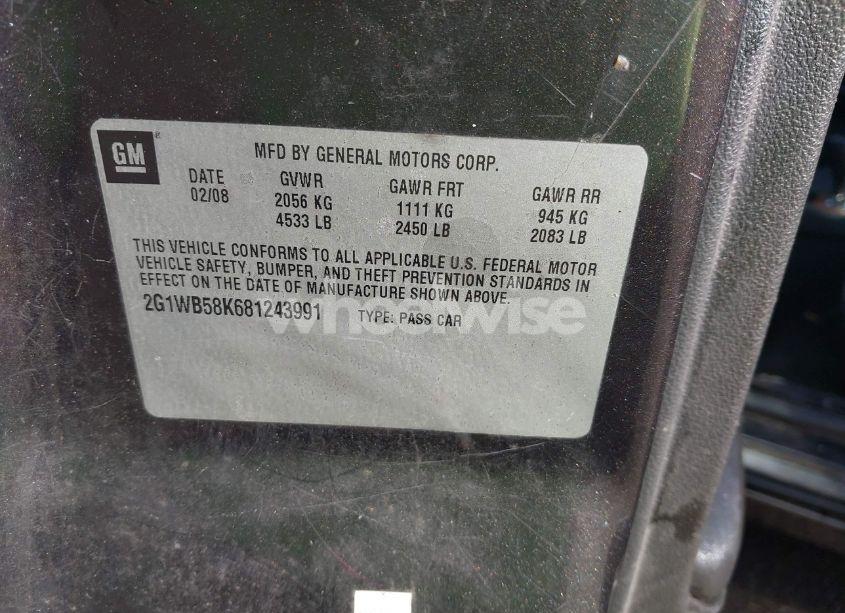 GM
MFD BY GENERAL MOTORS CORP.
DATE GVWR GAWR FRT GAWR RR
02/08 2056 KG 1111 KG 945 KG
4533 LB 2450 LB 2083 LB
THIS VEHICLE CONFORMS TO ALL APPLICABLE U.S. FEDERAL MOTOR
VEHICLE SAFETY, BUMPER, AND THEFT PREVENTION STANDARDS IN
EFFECT ON THE DATE OF MANUFACTURE SHOWN ABOVE.
2G1WB58K681243991 TYPE: PASS CAR
wheelwise